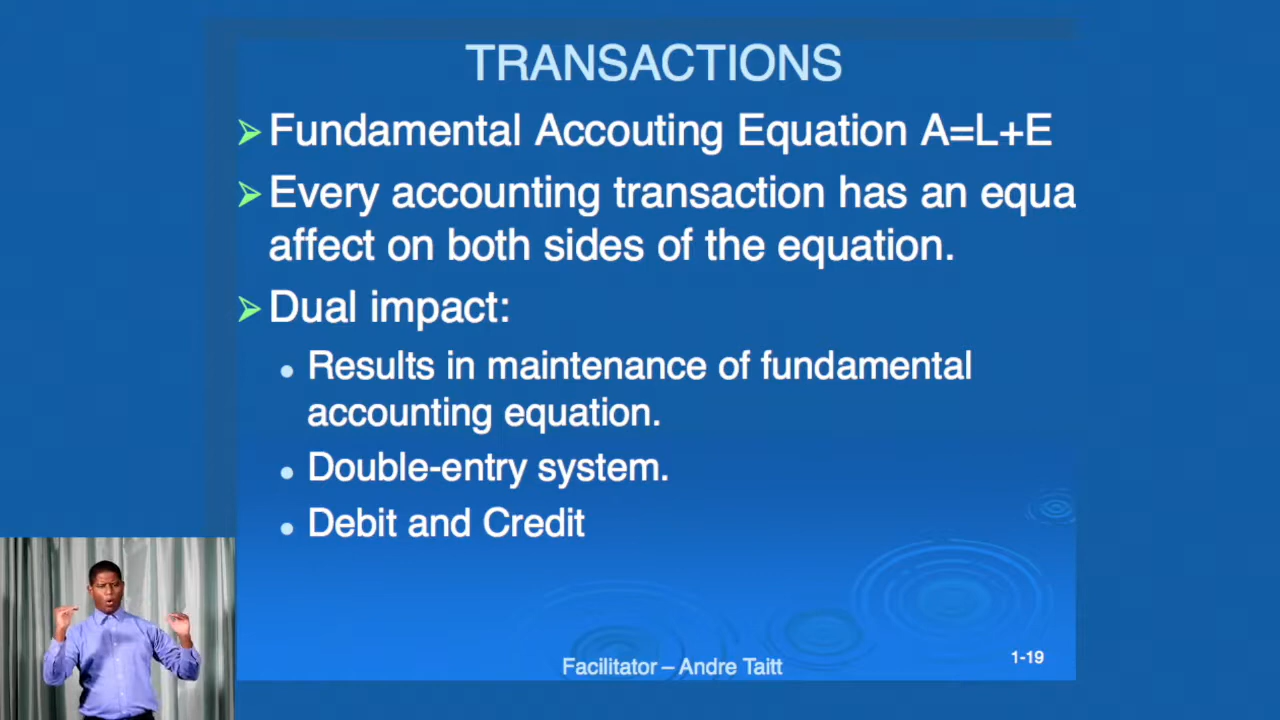 TRANSACTIONS
Fundamental Accouting Equation A=L+E
Every accounting transaction has an equa
affect on both sides of the equation.
Dual impact:
Results in maintenance of fundamental
accounting equation.
Double-entry system.
Debit and Credit
Facilitator – Andre Taitt
1-19